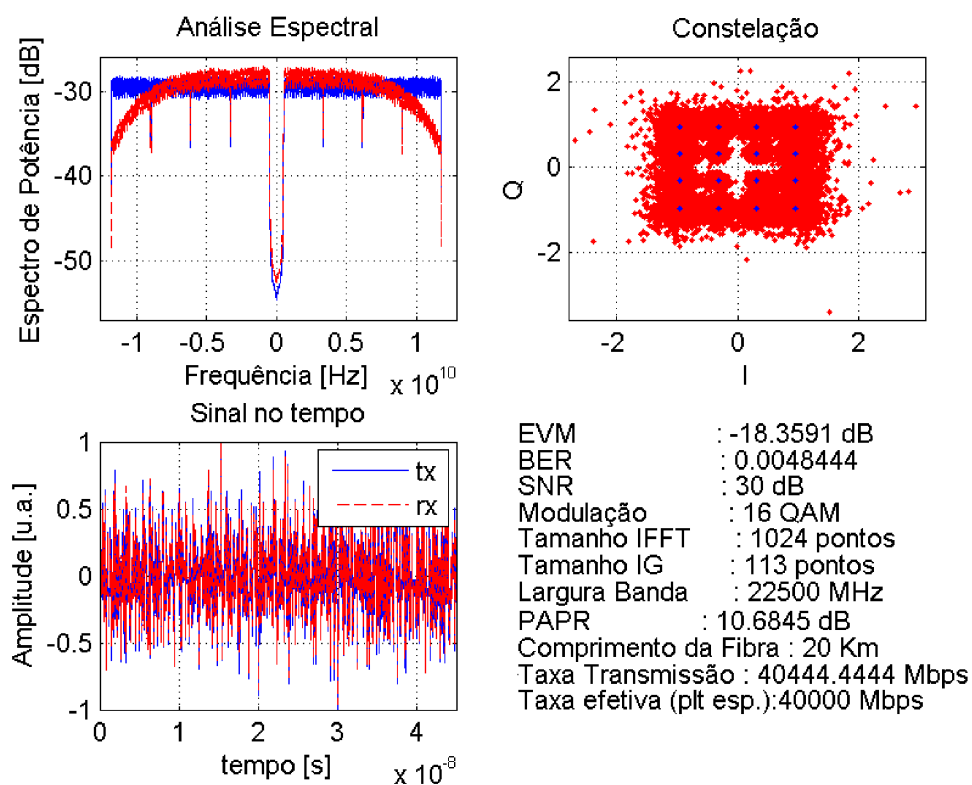 Análise Espectral
Espectro de Potência [dB]
-30
-40
-50
-1 -0.5 0 0.5 1
Frequência [Hz] x 10^10
Constelação
Q
2
0
-2
-2 0 2
I
Sinal no tempo
Amplitude [u.a.]
1
0.5
0
-0.5
-1
0 1 2 3 4
tempo [s] x 10^-8
tx
rx
EVM : -18.3591 dB
BER : 0.0048444
SNR : 30 dB
Modulação : 16 QAM
Tamanho IFFT : 1024 pontos
Tamanho IG : 113 pontos
Largura Banda : 22500 MHz
PAPR : 10.6845 dB
Comprimento da Fibra : 20 Km
Taxa Transmissão : 40444.4444 Mbps
Taxa efetiva (plt esp.):40000 Mbps